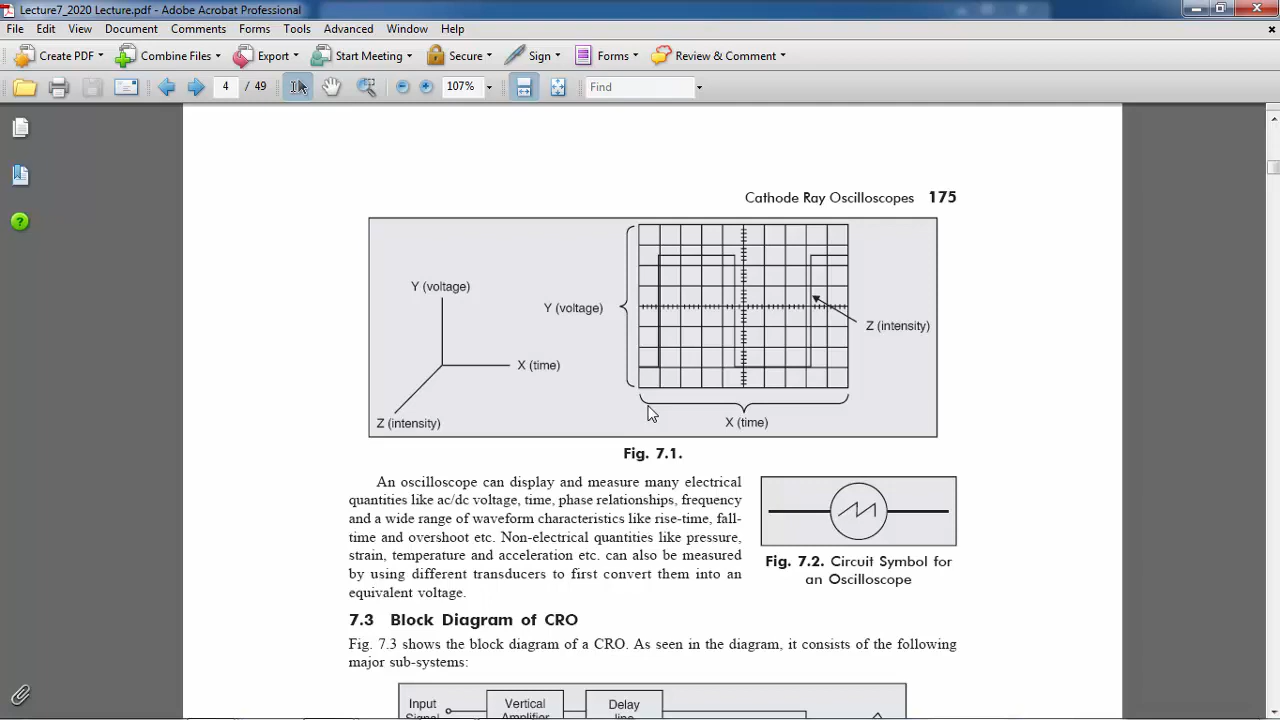 Lecture7_2020 Lecture.pdf - Adobe Acrobat Professional
File Edit View Document Comments Forms Tools Advanced Window Help
Create PDF Combine Files Export Start Meeting Secure Sign Forms Review & Comment
4 / 49 107% Find
Cathode Ray Oscilloscopes 175
Y (voltage)
X (time)
Z (intensity)
Y (voltage)
Z (intensity)
X (time)
Fig. 7.1.
An oscilloscope can display and measure many electrical
quantities like ac/dc voltage, time, phase relationships, frequency
and a wide range of waveform characteristics like rise-time, fall-
time and overshoot etc. Non-electrical quantities like pressure,
strain, temperature and acceleration etc. can also be measured
by using different transducers to first convert them into an
equivalent voltage.
Fig. 7.2. Circuit Symbol for
an Oscilloscope
7.3 Block Diagram of CRO
Fig. 7.3 shows the block diagram of a CRO. As seen in the diagram, it consists of the following
major sub-systems:
Input
Signal
Vertical
Amplifier
Delay
line